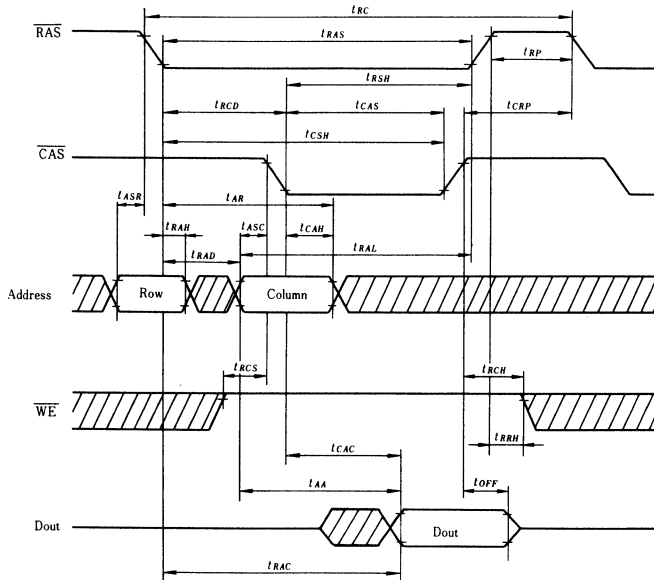 tRC
RAS
tRAS
tRP
tRSH
tRCD
tCAS
tCRP
tCSH
CAS
tASR
tAR
tRAH
tASC
tCAH
tRAD
tRAL
Address
Row
Column
tRCS
tRCH
WE
tRRH
tCAC
tAA
tOFF
Dout
Dout
tRAC